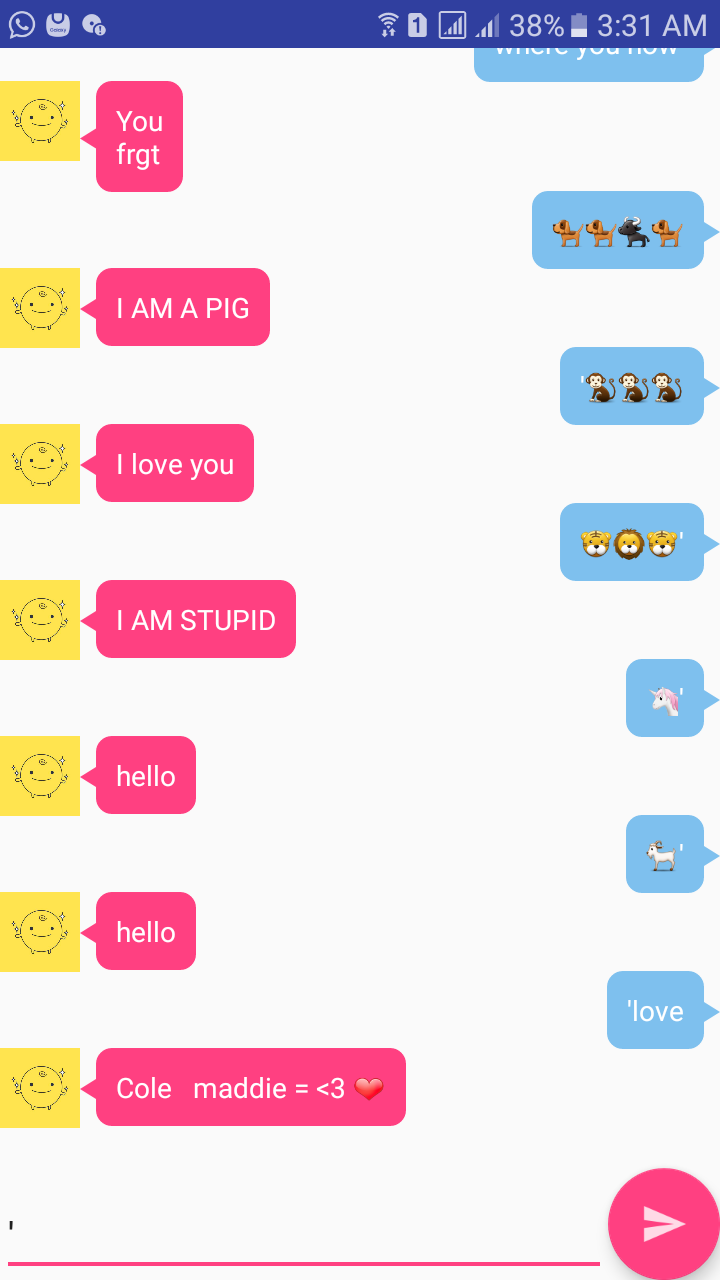 1 38% 3:31 AM
Where you now
You
frgt
🐕🐕🐃🐕
I AM A PIG
'🐒🐒🐒
I love you
🐯🦁🐯'
I AM STUPID
🦄'
hello
🐐'
hello
'love
Cole maddie = <3 ❤
'